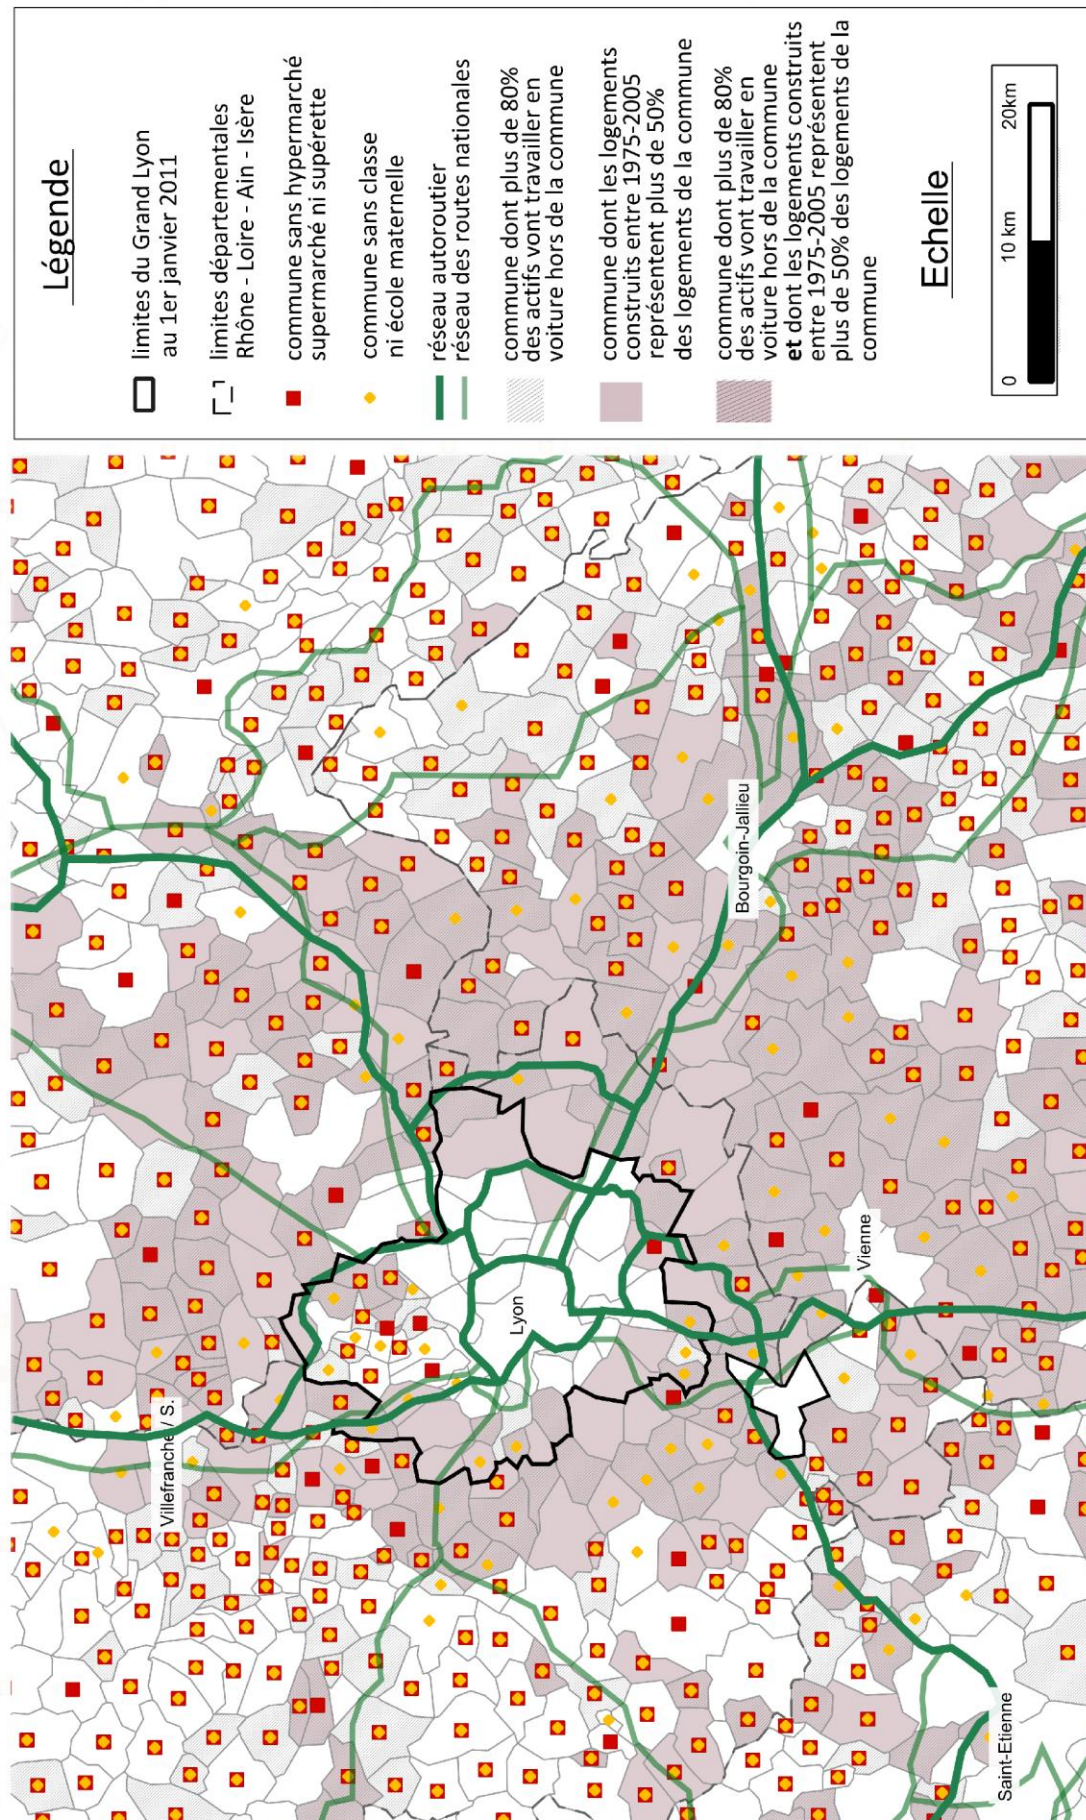 Légende
limites du Grand Lyon
au 1er janvier 2011
limites départementales
Rhône - Loire - Ain - Isère
commune sans hypermarché
supermarché ni supérette
commune sans classe
ni école maternelle
réseau autoroutier
réseau des routes nationales
commune dont plus de 80%
des actifs vont travailler en
voiture hors de la commune
commune dont les logements
construits entre 1975-2005
représentent plus de 50%
des logements de la commune
commune dont plus de 80%
des actifs vont travailler en
voiture hors de la commune
et dont les logements construits
entre 1975-2005 représentent
plus de 50% des logements de la
commune
Echelle
0 10 km 20km
Villefranche / S.
Lyon
Bourgoin-Jallieu
Vienne
Saint-Etienne